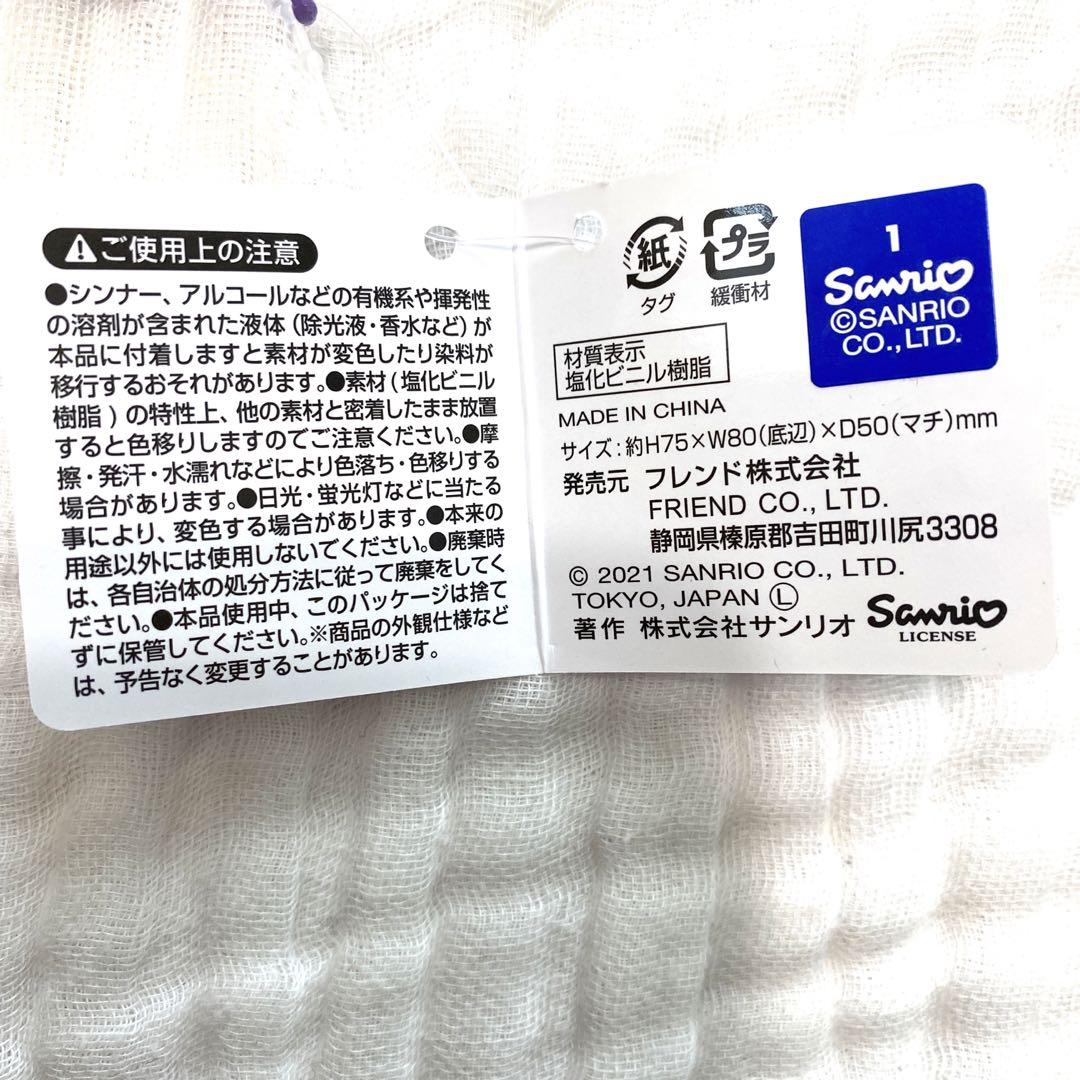 ⚠ご使用上の注意
●シンナー、アルコールなどの有機系や揮発性
の溶剤が含まれた液体(除光液・香水など)が
本品に付着しますと素材が変色したり染料が
移行するおそれがあります。●素材(塩化ビニル
樹脂)の特性上、他の素材と密着したまま放置
すると色移りしますのでご注意ください。●摩
擦・発汗・水濡れなどにより色落ち・色移りする
場合があります。●日光・蛍光灯などに当たる
事により、変色する場合があります。●本来の
用途以外には使用しないでください。●廃棄時
は、各自治体の処分方法に従って廃棄をしてく
ださい。●本品使用中、このパッケージは捨て
ずに保管してください。※商品の外観仕様など
は、予告なく変更することがあります。
紙
タグ
プラ
緩衝材
1
Sanrio
©SANRIO
CO.,LTD.
材質表示
塩化ビニル樹脂
MADE IN CHINA
サイズ:約H75×W80(底辺)×D50(マチ)mm
発売元 フレンド株式会社
FRIEND CO., LTD.
静岡県榛原郡吉田町川尻3308
© 2021 SANRIO CO., LTD.
TOKYO, JAPAN Ⓛ
著作 株式会社サンリオ
Sanrio
LICENSE